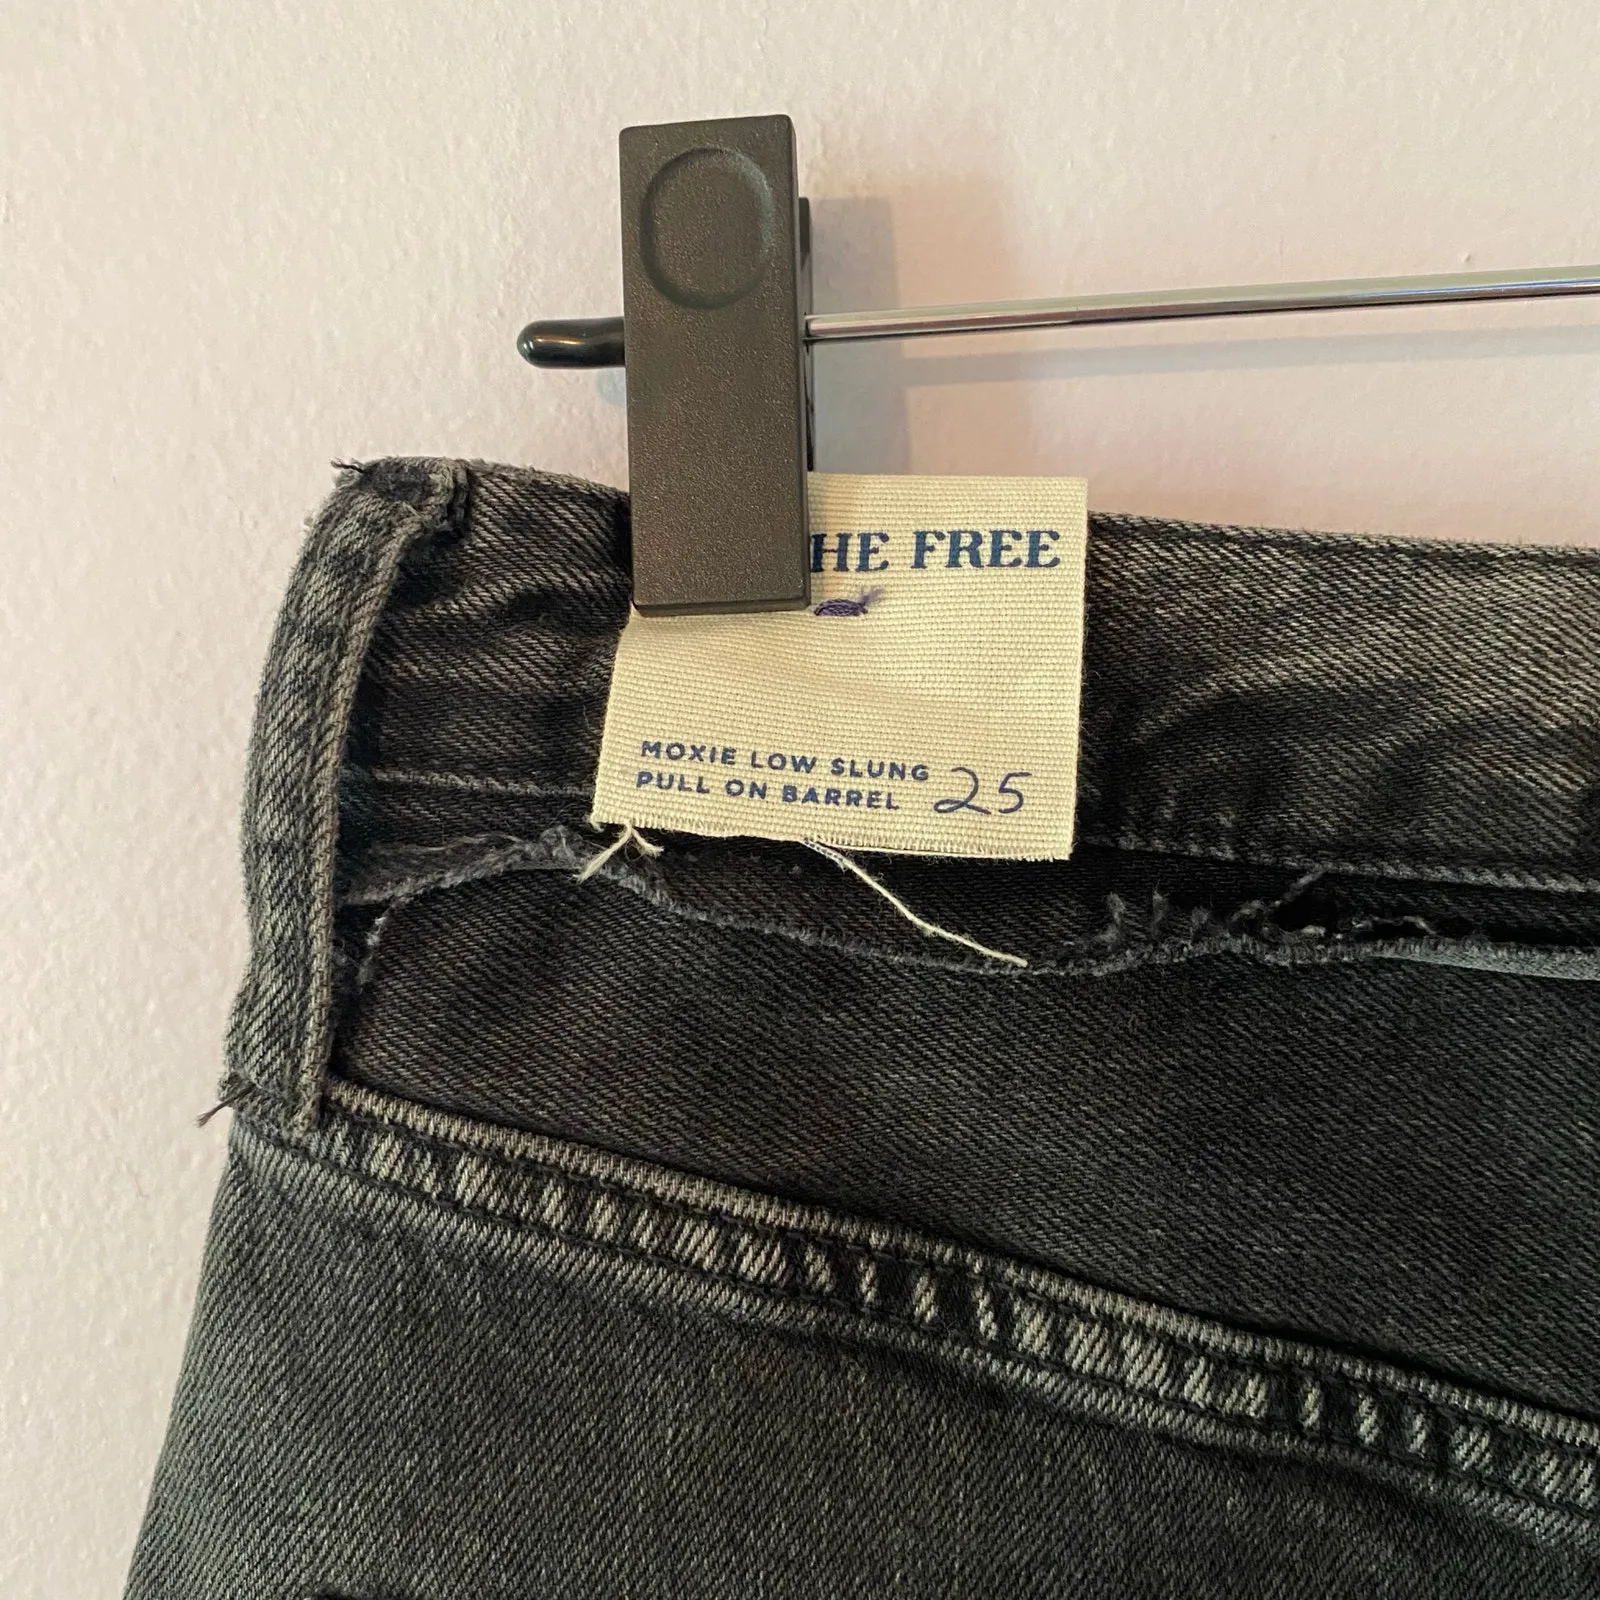 HE FREE
MOXIE LOW SLUNG
PULL ON BARREL 25